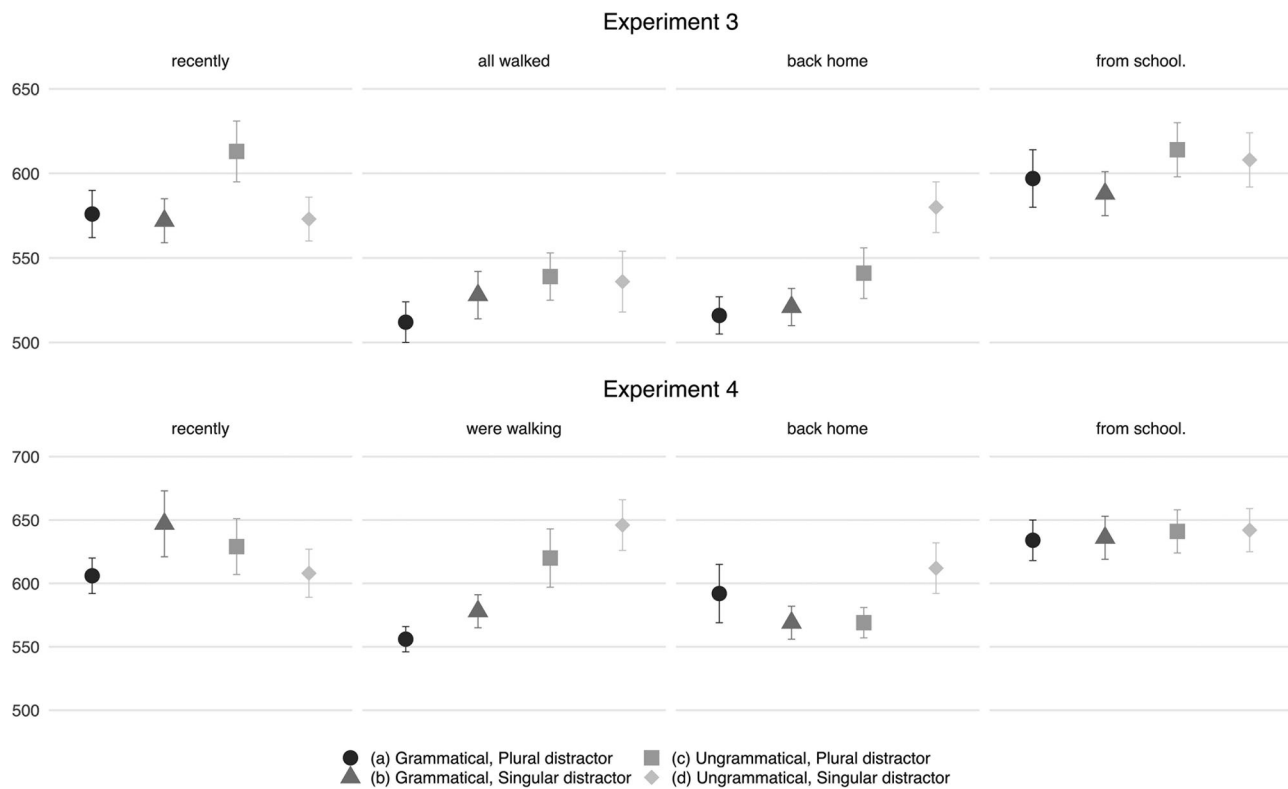 Experiment 3
recently all walked back home from school.
650
600
550
500
Experiment 4
recently were walking back home from school.
700
650
600
550
500
(a) Grammatical, Plural distractor (c) Ungrammatical, Plural distractor
(b) Grammatical, Singular distractor (d) Ungrammatical, Singular distractor